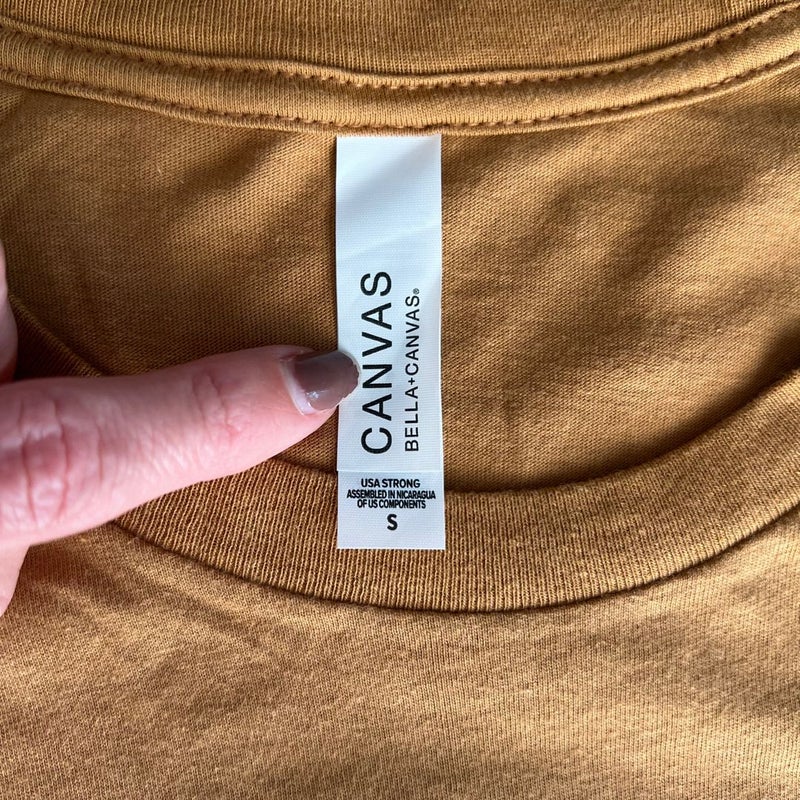 CANVAS
BELLA+CANVAS®
USA STRONG
ASSEMBLED IN NICARAGUA
OF US COMPONENTS
S